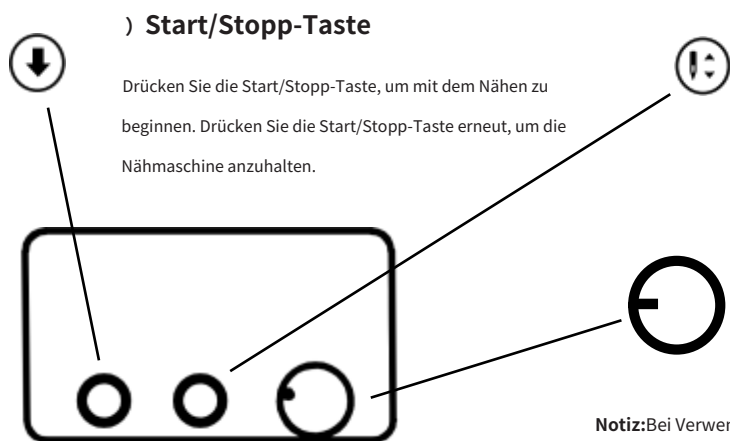 ) Start/Stopp-Taste
Drücken Sie die Start/Stopp-Taste, um mit dem Nähen zu
beginnen. Drücken Sie die Start/Stopp-Taste erneut, um die
Nähmaschine anzuhalten.
Notiz:Bei